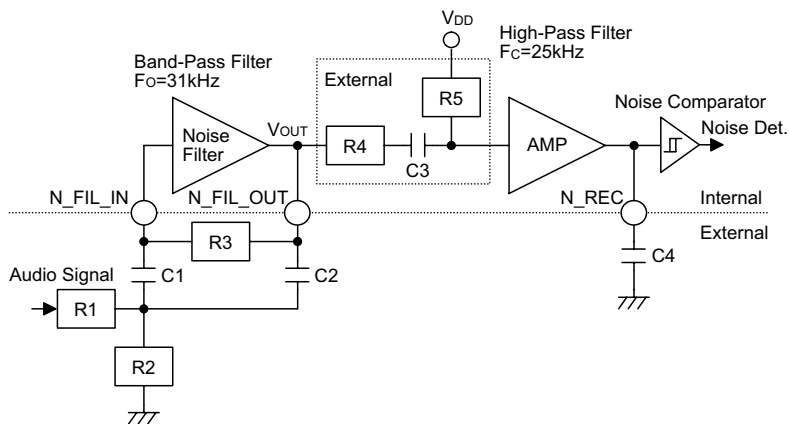 VDD
High-Pass Filter
FC=25kHz
Band-Pass Filter
FO=31kHz
External
R5
Noise Comparator
Noise Det.
Noise
Filter
VOUT
R4
C3
AMP
N_FIL_IN
N_FIL_OUT
N_REC
Internal
External
R3
C1
C2
C4
Audio Signal
R1
R2